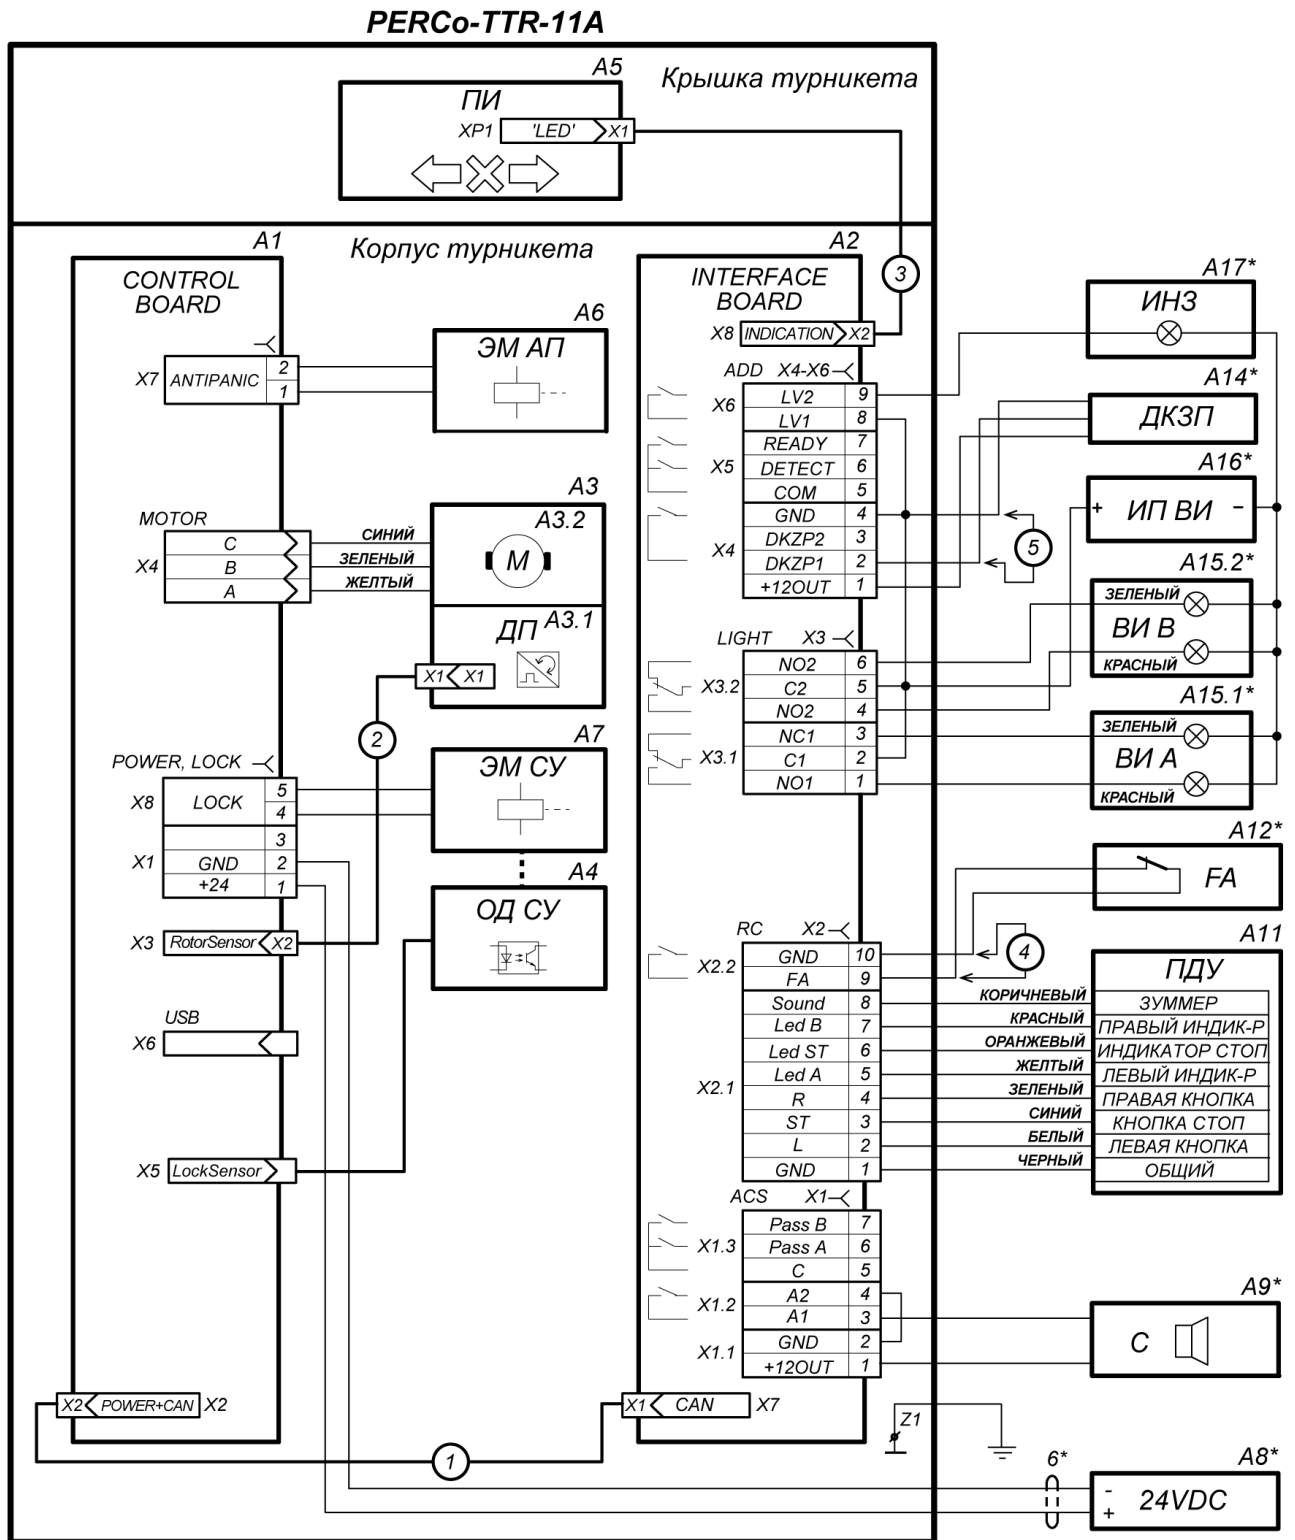 PERCo-TTR-11A
A5
Крышка турникета
ПИ
XP1 'LED' X1
3
A1
Корпус турникета
A2
CONTROL
BOARD
INTERFACE
BOARD
X8 INDICATION X2
A6
ЭМ АП
X7 ANTIPANIC 2
1
ADD X4-X6
X6 LV2 9
LV1 8
X5 READY 7
DETECT 6
COM 5
X4 GND 4
DKZP2 3
DKZP1 2
+12OUT 1
A17*
ИНЗ
A14*
ДКЗП
A16*
+ ИП ВИ -
5
A3
A3.2
M
MOTOR
X4 C СИНИЙ
B ЗЕЛЕНЫЙ
A ЖЕЛТЫЙ
A3.1
ДП
X1 X1
2
LIGHT X3
X3.2 NO2 6
C2 5
NO2 4
X3.1 NC1 3
C1 2
NO1 1
A15.2*
ЗЕЛЕНЫЙ
ВИ В
КРАСНЫЙ
A15.1*
ЗЕЛЕНЫЙ
ВИ А
КРАСНЫЙ
A7
ЭМ СУ
POWER, LOCK
X8 LOCK 5
4
3
X1 GND 2
+24 1
A4
ОД СУ
X3 RotorSensor X2
USB
X6
X5 LockSensor
A12*
FA
RC X2
X2.2 GND 10
FA 9
4
X2.1
Sound 8 КОРИЧНЕВЫЙ
Led B 7 КРАСНЫЙ
Led ST 6 ОРАНЖЕВЫЙ
Led A 5 ЖЕЛТЫЙ
R 4 ЗЕЛЕНЫЙ
ST 3 СИНИЙ
L 2 БЕЛЫЙ
GND 1 ЧЕРНЫЙ
A11
ПДУ
ЗУММЕР
ПРАВЫЙ ИНДИК-Р
ИНДИКАТОР СТОП
ЛЕВЫЙ ИНДИК-Р
ПРАВАЯ КНОПКА
КНОПКА СТОП
ЛЕВАЯ КНОПКА
ОБЩИЙ
ACS X1
X1.3 Pass B 7
Pass A 6
C 5
X1.2 A2 4
A1 3
X1.1 GND 2
+12OUT 1
A9*
С
X2 POWER+CAN X2
X1 CAN X7
1
Z1
6*
A8*
-
+
24VDC